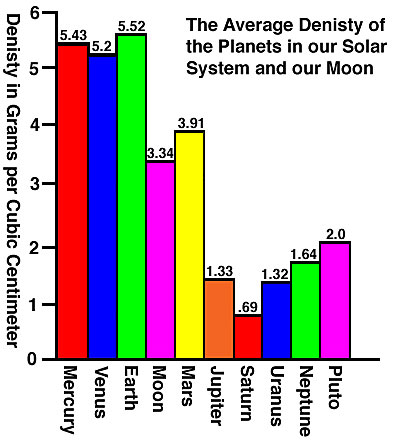 The Average Denisty of
the Planets in our Solar
System and our Moon
Denisty in Grams per Cubic Centimeter
6
5
4
3
2
1
0
5.43
5.2
5.52
3.34
3.91
1.33
.69
1.32
1.64
2.0
Mercury
Venus
Earth
Moon
Mars
Jupiter
Saturn
Uranus
Neptune
Pluto